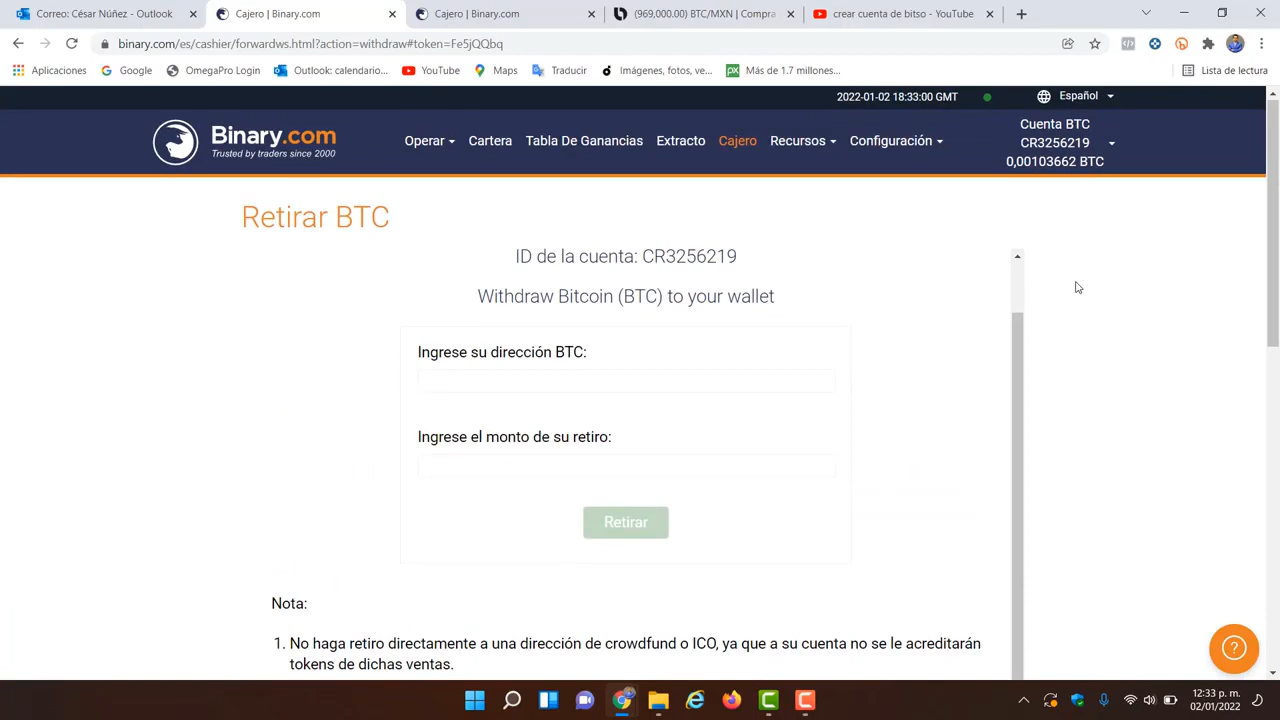 Correo: César Núñez - Outlook
Cajero | Binary.com
Cajero | Binary.com
(969,000.00) BTC/MXN | Compra
crear cuenta de bitso - YouTube
binary.com/es/cashier/forwardws.html?action=withdraw#token=Fe5jQQbq
Aplicaciones
Google
OmegaPro Login
Outlook: calendario...
YouTube
Maps
Traducir
Imágenes, fotos, ve...
Más de 1.7 millones...
Lista de lectura
2022-01-02 18:33:00 GMT
Español
Binary.com
Trusted by traders since 2000
Operar
Cartera
Tabla De Ganancias
Extracto
Cajero
Recursos
Configuración
Cuenta BTC
CR3256219
0,00103662 BTC
Retirar BTC
ID de la cuenta: CR3256219
Withdraw Bitcoin (BTC) to your wallet
Ingrese su dirección BTC:
Ingrese el monto de su retiro:
Retirar
Nota:
1. No haga retiro directamente a una dirección de crowdfund o ICO, ya que a su cuenta no se le acreditarán
tokens de dichas ventas.
12:33 p. m.
02/01/2022